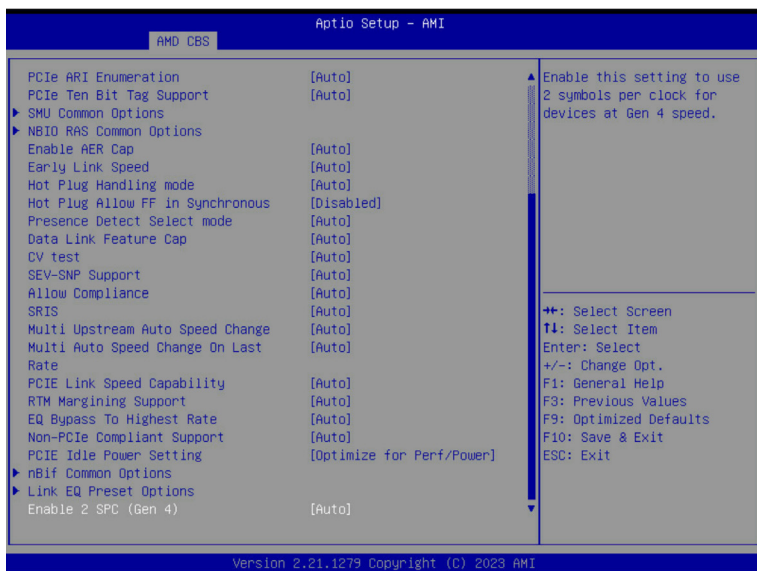 Aptio Setup – AMI
AMD CBS
PCIe ARI Enumeration [Auto]
PCIe Ten Bit Tag Support [Auto]
SMU Common Options
NBIO RAS Common Options
Enable AER Cap [Auto]
Early Link Speed [Auto]
Hot Plug Handling mode [Auto]
Hot Plug Allow FF in Synchronous [Disabled]
Presence Detect Select mode [Auto]
Data Link Feature Cap [Auto]
CV test [Auto]
SEV-SNP Support [Auto]
Allow Compliance [Auto]
SRIS [Auto]
Multi Upstream Auto Speed Change [Auto]
Multi Auto Speed Change On Last [Auto]
Rate
PCIE Link Speed Capability [Auto]
RTM Margining Support [Auto]
EQ Bypass To Highest Rate [Auto]
Non-PCIe Compliant Support [Auto]
PCIE Idle Power Setting [Optimize for Perf/Power]
nBif Common Options
Link EQ Preset Options
Enable 2 SPC (Gen 4) [Auto]
Enable this setting to use
2 symbols per clock for
devices at Gen 4 speed.
→←: Select Screen
↑↓: Select Item
Enter: Select
+/-: Change Opt.
F1: General Help
F3: Previous Values
F9: Optimized Defaults
F10: Save & Exit
ESC: Exit
Version 2.21.1279 Copyright (C) 2023 AMI